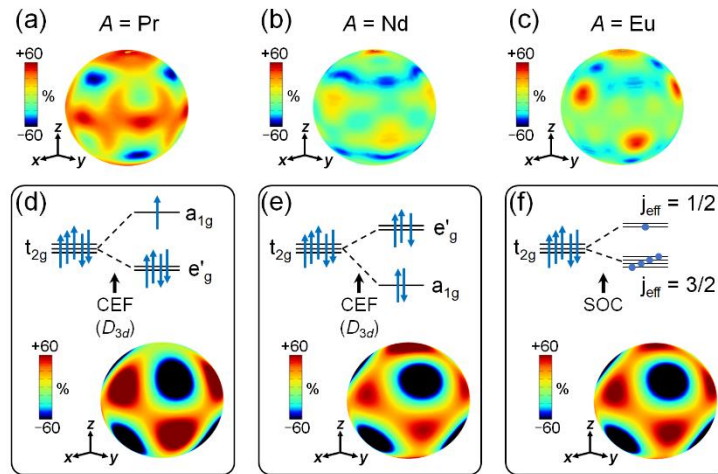 (a) A = Pr
+60
%
−60
z
x y
(b) A = Nd
+60
%
−60
z
x y
(c) A = Eu
+60
%
−60
z
x y
(d)
a1g
t2g
e'g
CEF
(D3d)
+60
%
−60
z
x y
(e)
e'g
t2g
a1g
CEF
(D3d)
+60
%
−60
z
x y
(f)
jeff = 1/2
t2g
SOC
jeff = 3/2
+60
%
−60
z
x y